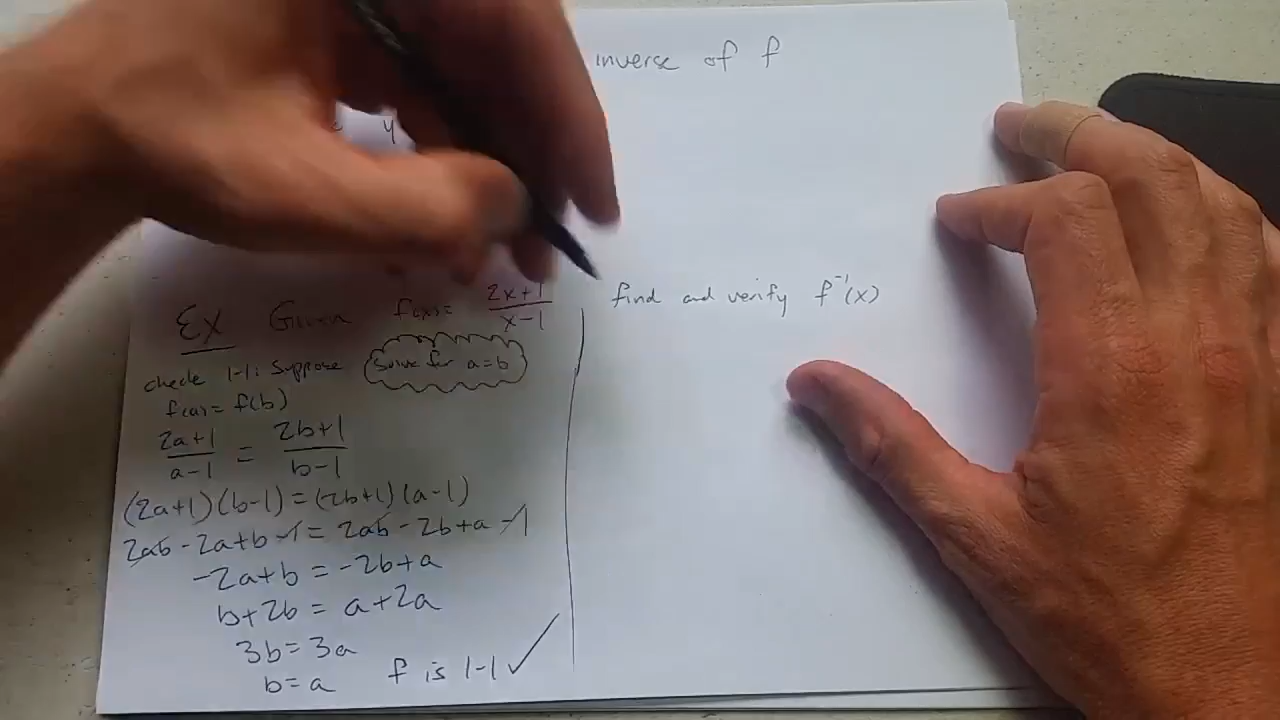 inverse of f
y
Ex Given f(x)= 2x+1/x-1 find and verify f⁻¹(x)
check 1-1: Suppose solve for a=b
f(a)= f(b)
2a+1/a-1 = 2b+1/b-1
(2a+1)(b-1)=(2b+1)(a-1)
2ab-2a+b-1=2ab-2b+a-1
-2a+b=-2b+a
b+2b=a+2a
3b=3a
b=a f is 1-1 ✓